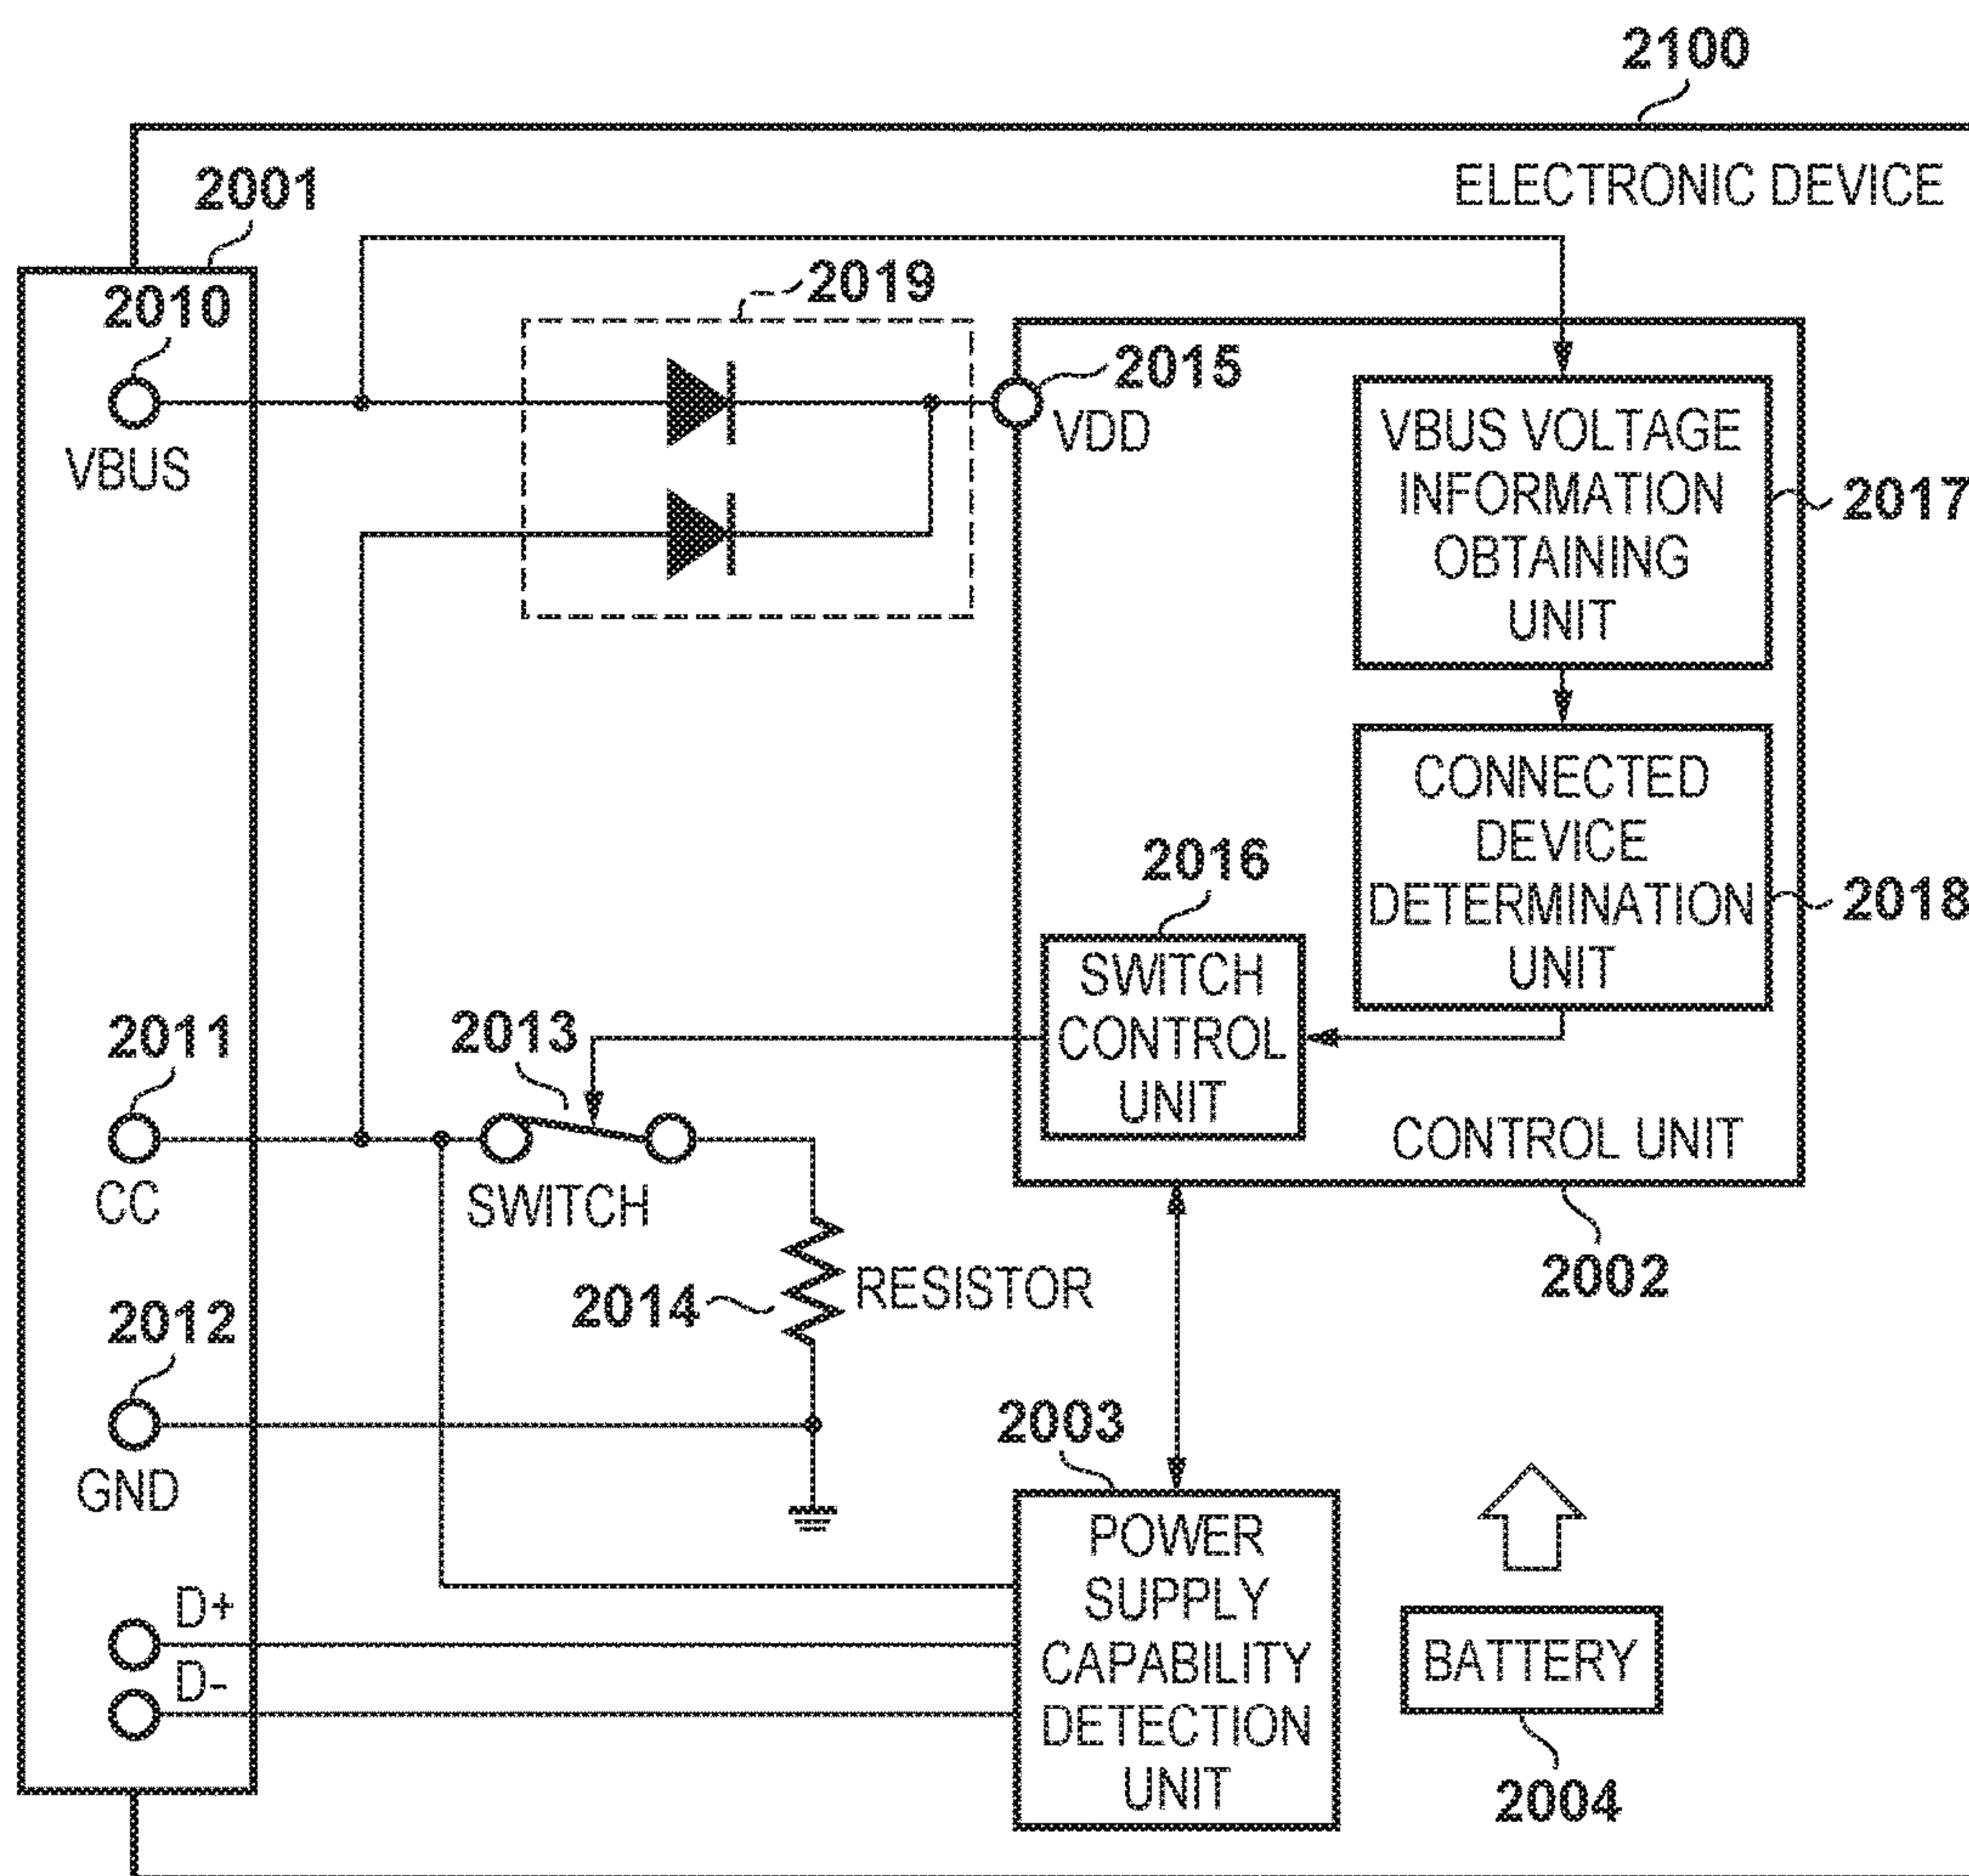 2100
ELECTRONIC DEVICE
2001
2010
VBUS
2019
2015
VDD
VBUS VOLTAGE
INFORMATION
OBTAINING
UNIT
2017
CONNECTED
DEVICE
DETERMINATION
UNIT
2018
2016
SWITCH
CONTROL
UNIT
CONTROL UNIT
2002
2011
CC
2013
SWITCH
2014
RESISTOR
2012
GND
D+
D-
2003
POWER
SUPPLY
CAPABILITY
DETECTION
UNIT
BATTERY
2004